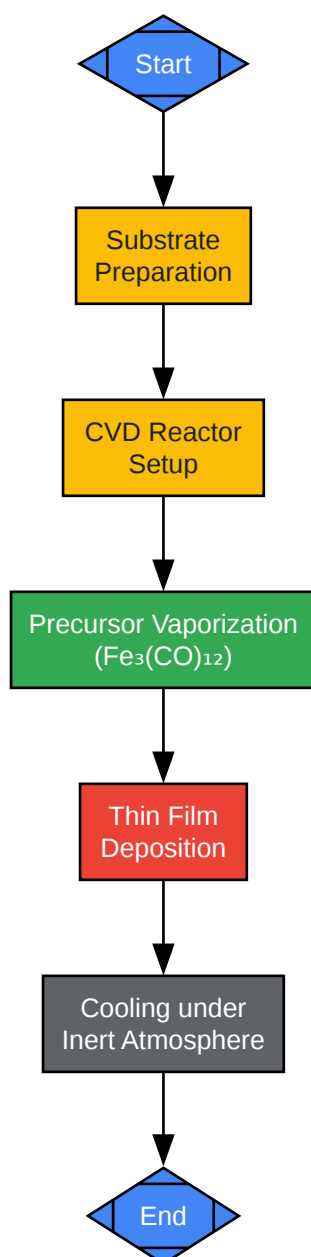 Start
Substrate
Preparation
CVD Reactor
Setup
Precursor Vaporization
(Fe₃(CO)₁₂)
Thin Film
Deposition
Cooling under
Inert Atmosphere
End